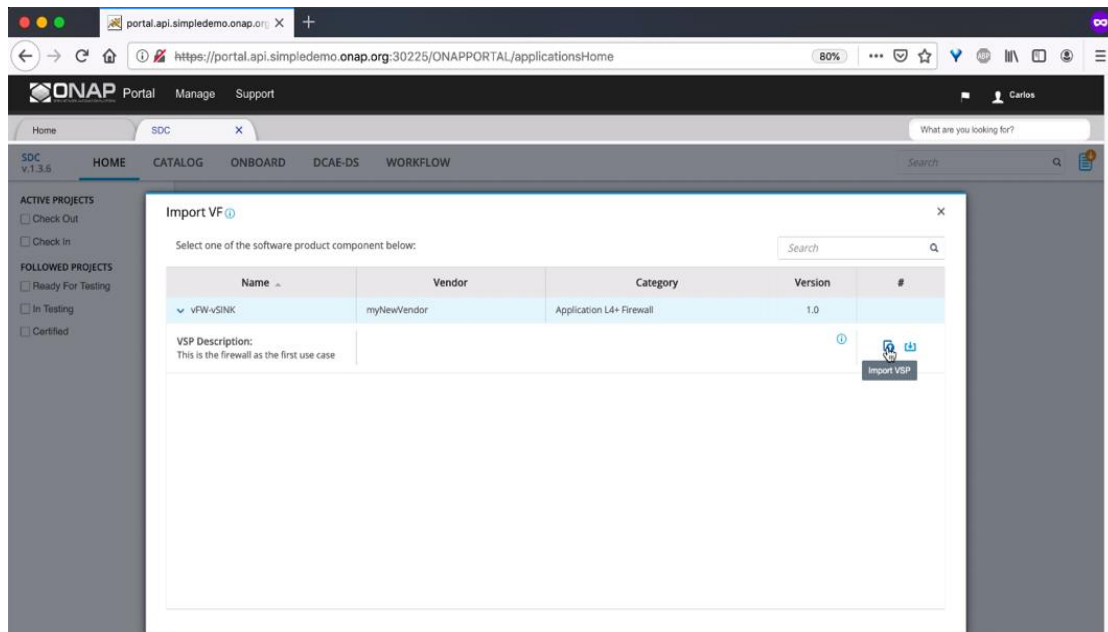 portal.api.simpledemo.onap.org
https://portal.api.simpledemo.onap.org:30225/ONAPPORTAL/applicationsHome 80%
ONAP Portal Manage Support Carlos
Home SDC What are you looking for?
SDC
v.1.3.6
HOME CATALOG ONBOARD DCAE-DS WORKFLOW Search
ACTIVE PROJECTS
Check Out
Check In
FOLLOWED PROJECTS
Ready For Testing
In Testing
Certified
Import VF
Select one of the software product component below: Search
Name Vendor Category Version #
vFW-vSINK myNewVendor Application L4+ Firewall 1.0
VSP Description:
This is the firewall as the first use case
Import VSP